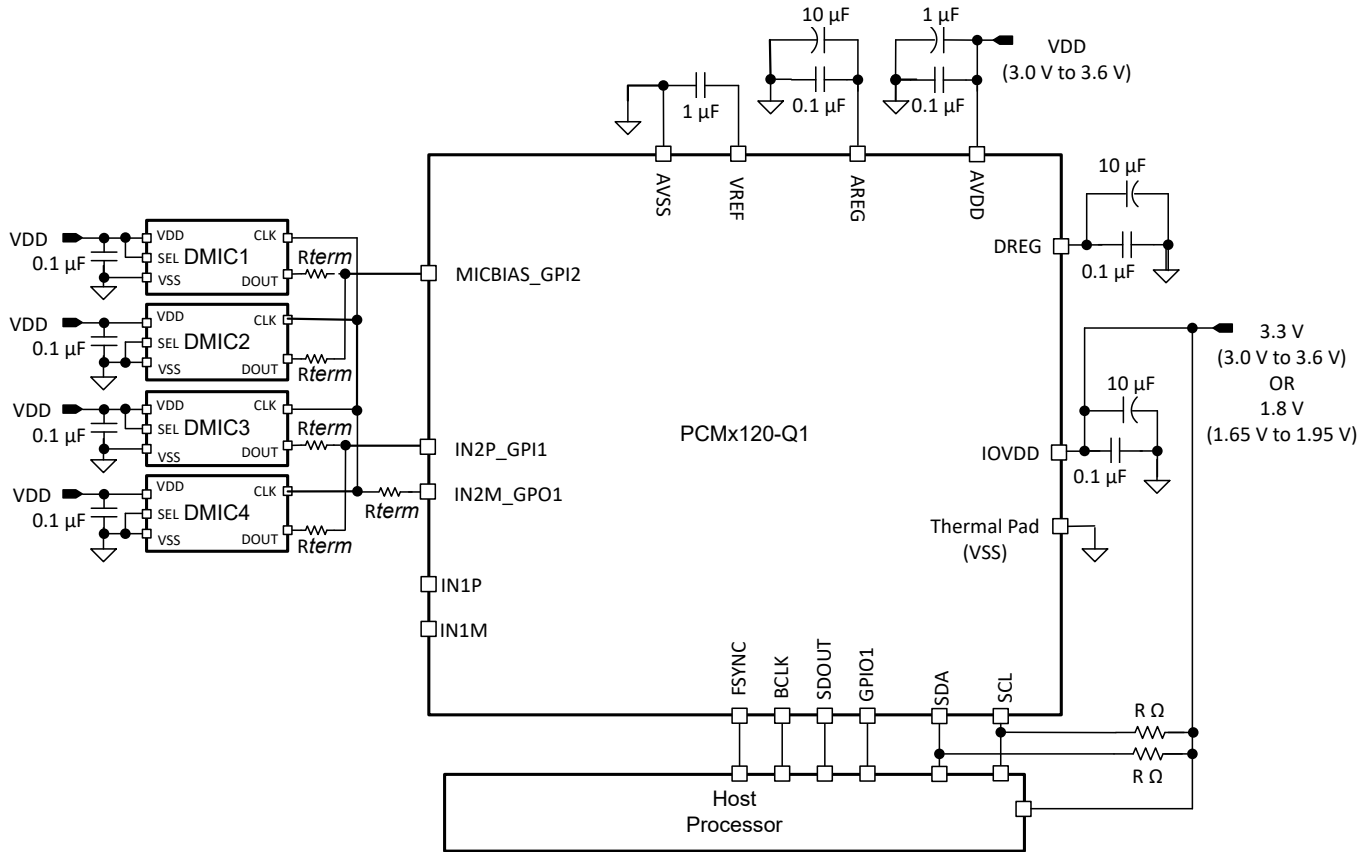 10 µF
1 µF
VDD
(3.0 V to 3.6 V)
0.1 µF
0.1 µF
1 µF
AVSS
VREF
AREG
AVDD
10 µF
DREG
0.1 µF
VDD
0.1 µF
VDD
SEL
VSS
DMIC1
CLK
DOUT
Rterm
MICBIAS_GPI2
VDD
0.1 µF
VDD
SEL
VSS
DMIC2
CLK
DOUT
Rterm
VDD
0.1 µF
VDD
SEL
VSS
DMIC3
CLK
DOUT
Rterm
IN2P_GPI1
VDD
0.1 µF
VDD
SEL
VSS
DMIC4
CLK
DOUT
Rterm
Rterm
IN2M_GPO1
PCMx120-Q1
3.3 V
(3.0 V to 3.6 V)
OR
1.8 V
(1.65 V to 1.95 V)
10 µF
IOVDD
0.1 µF
Thermal Pad
(VSS)
IN1P
IN1M
FSYNC
BCLK
SDOUT
GPIO1
SDA
SCL
R Ω
R Ω
Host
Processor